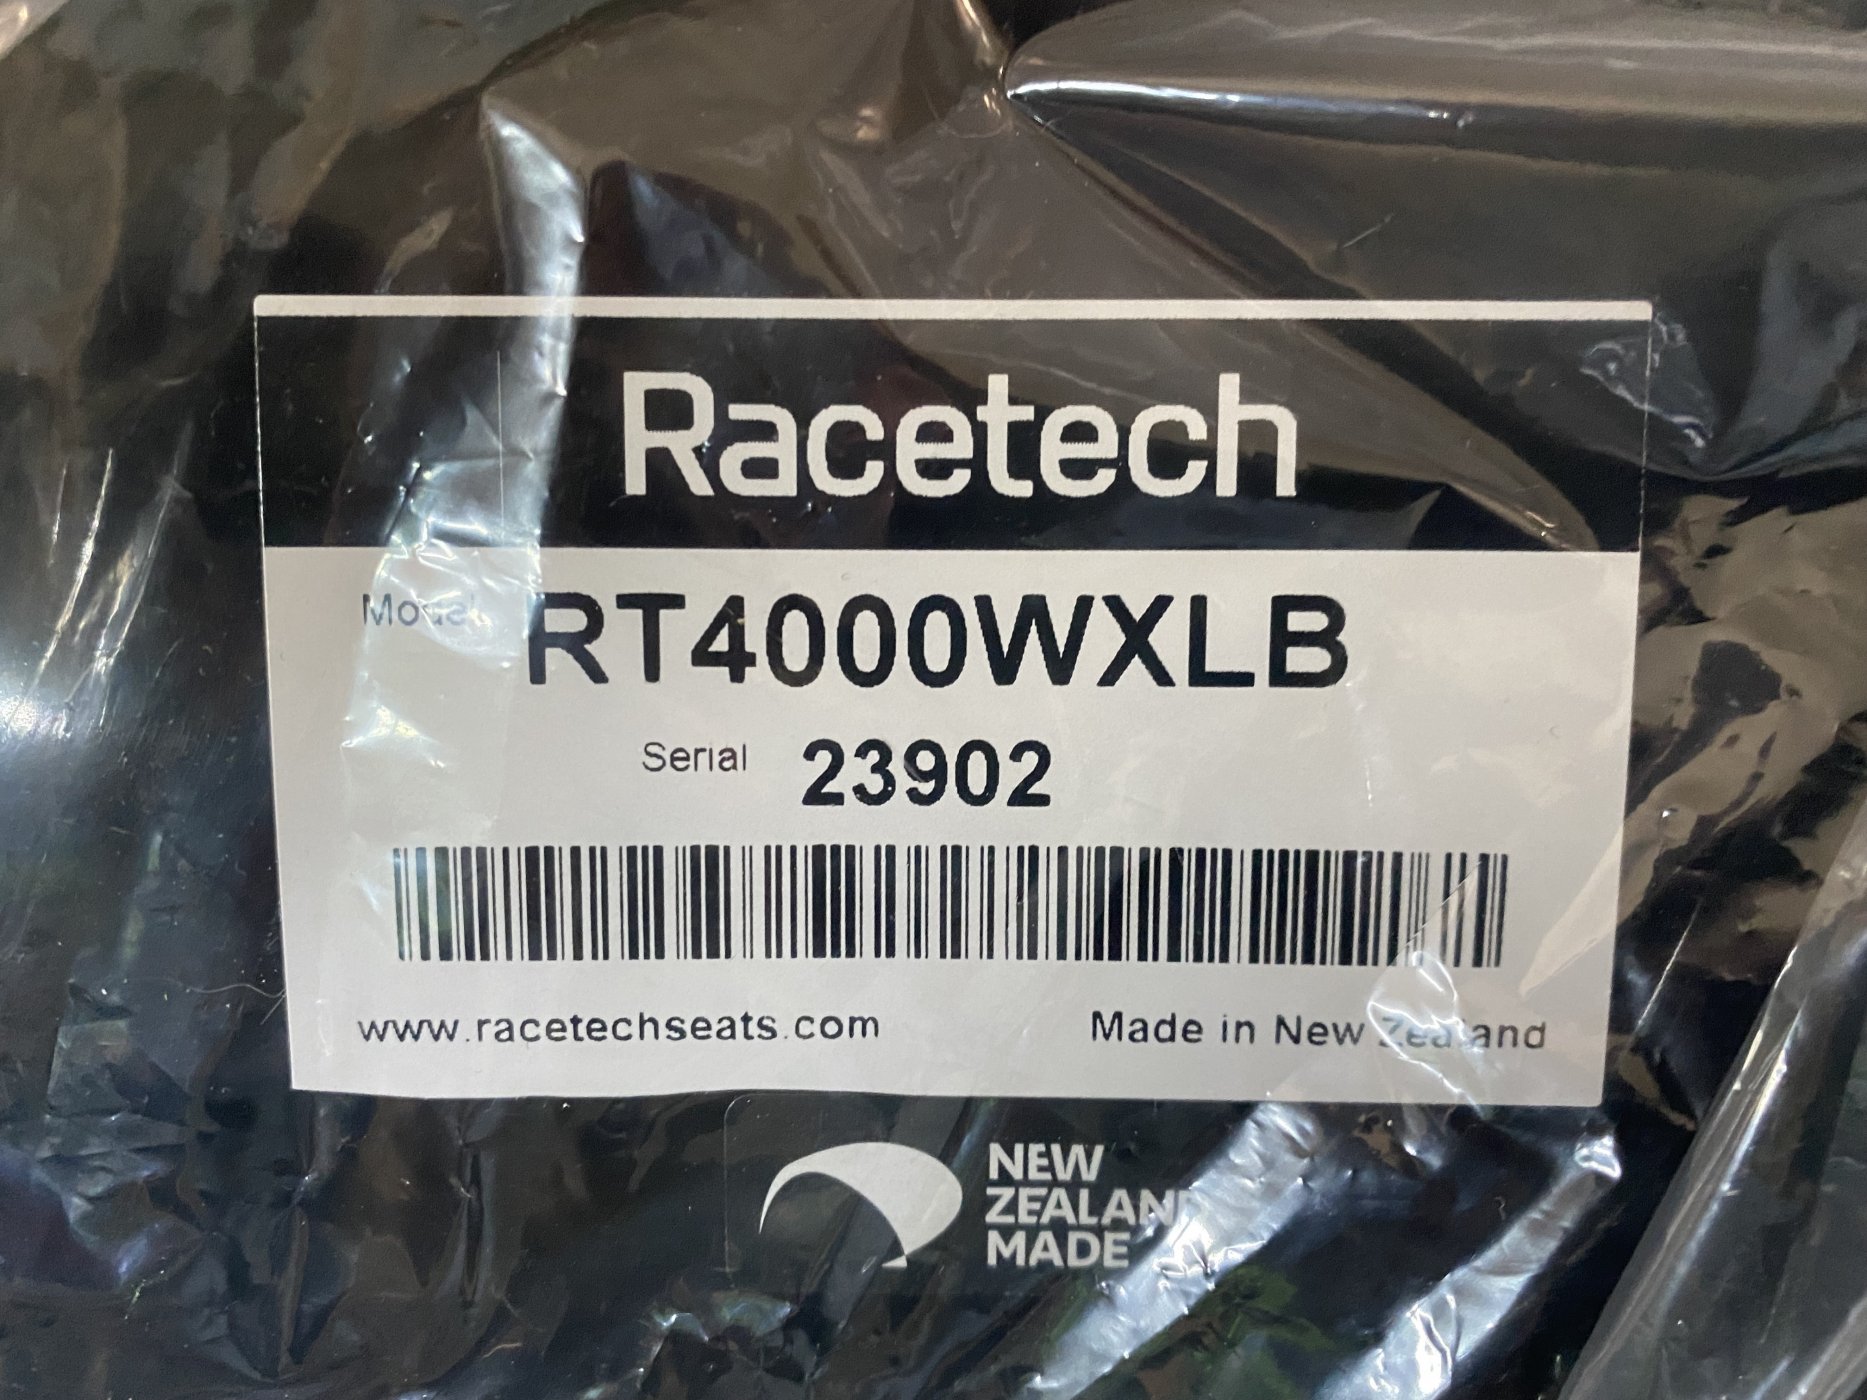 Racetech
Model RT4000WXLB
Serial 23902
www.racetechseats.com Made in New Zealand
NEW
ZEALAND
MADE